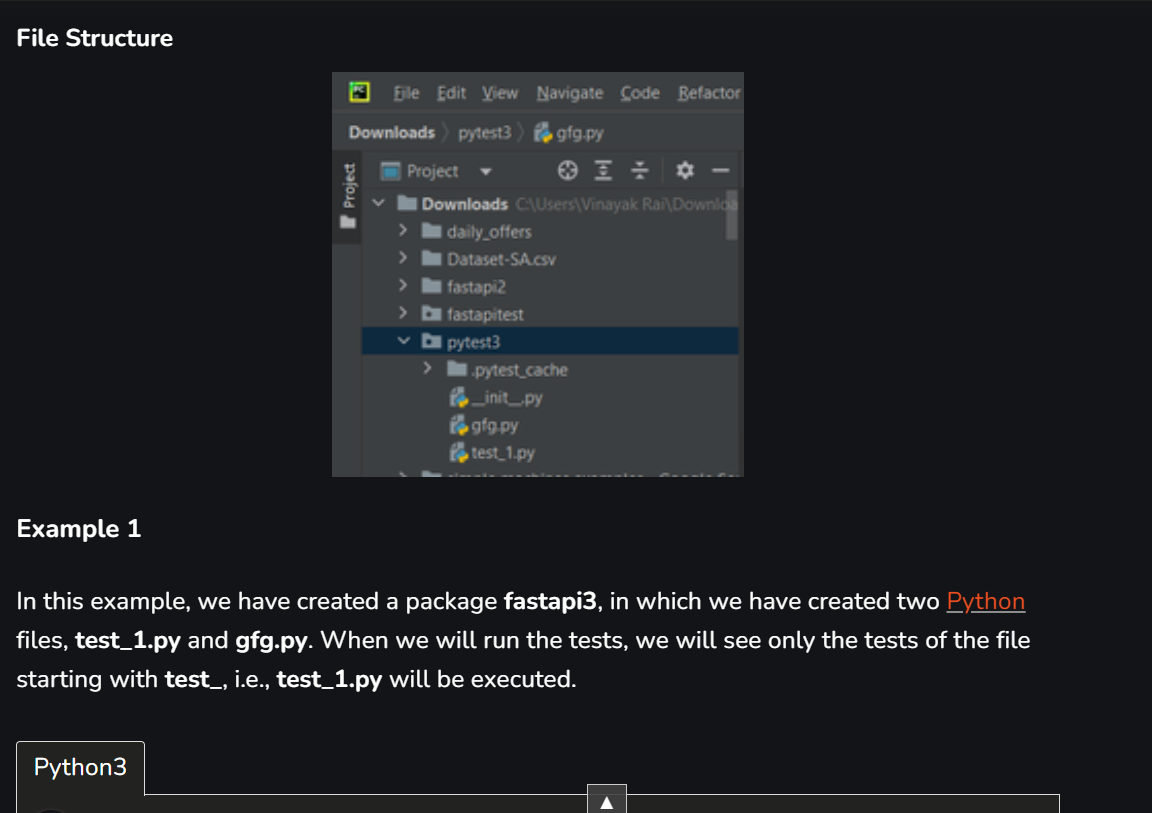 File Structure
PC
File Edit View Navigate Code Refactor
Downloads pytest3 gfg.py
Project
Project
Downloads C:\Users\Vinayak Rai\Downloa
daily_offers
Dataset-SA.csv
fastapi2
fastapitest
pytest3
.pytest_cache
__init__.py
gfg.py
test_1.py
Example 1
In this example, we have created a package fastapi3, in which we have created two Python
files, test_1.py and gfg.py. When we will run the tests, we will see only the tests of the file
starting with test_, i.e., test_1.py will be executed.
Python3